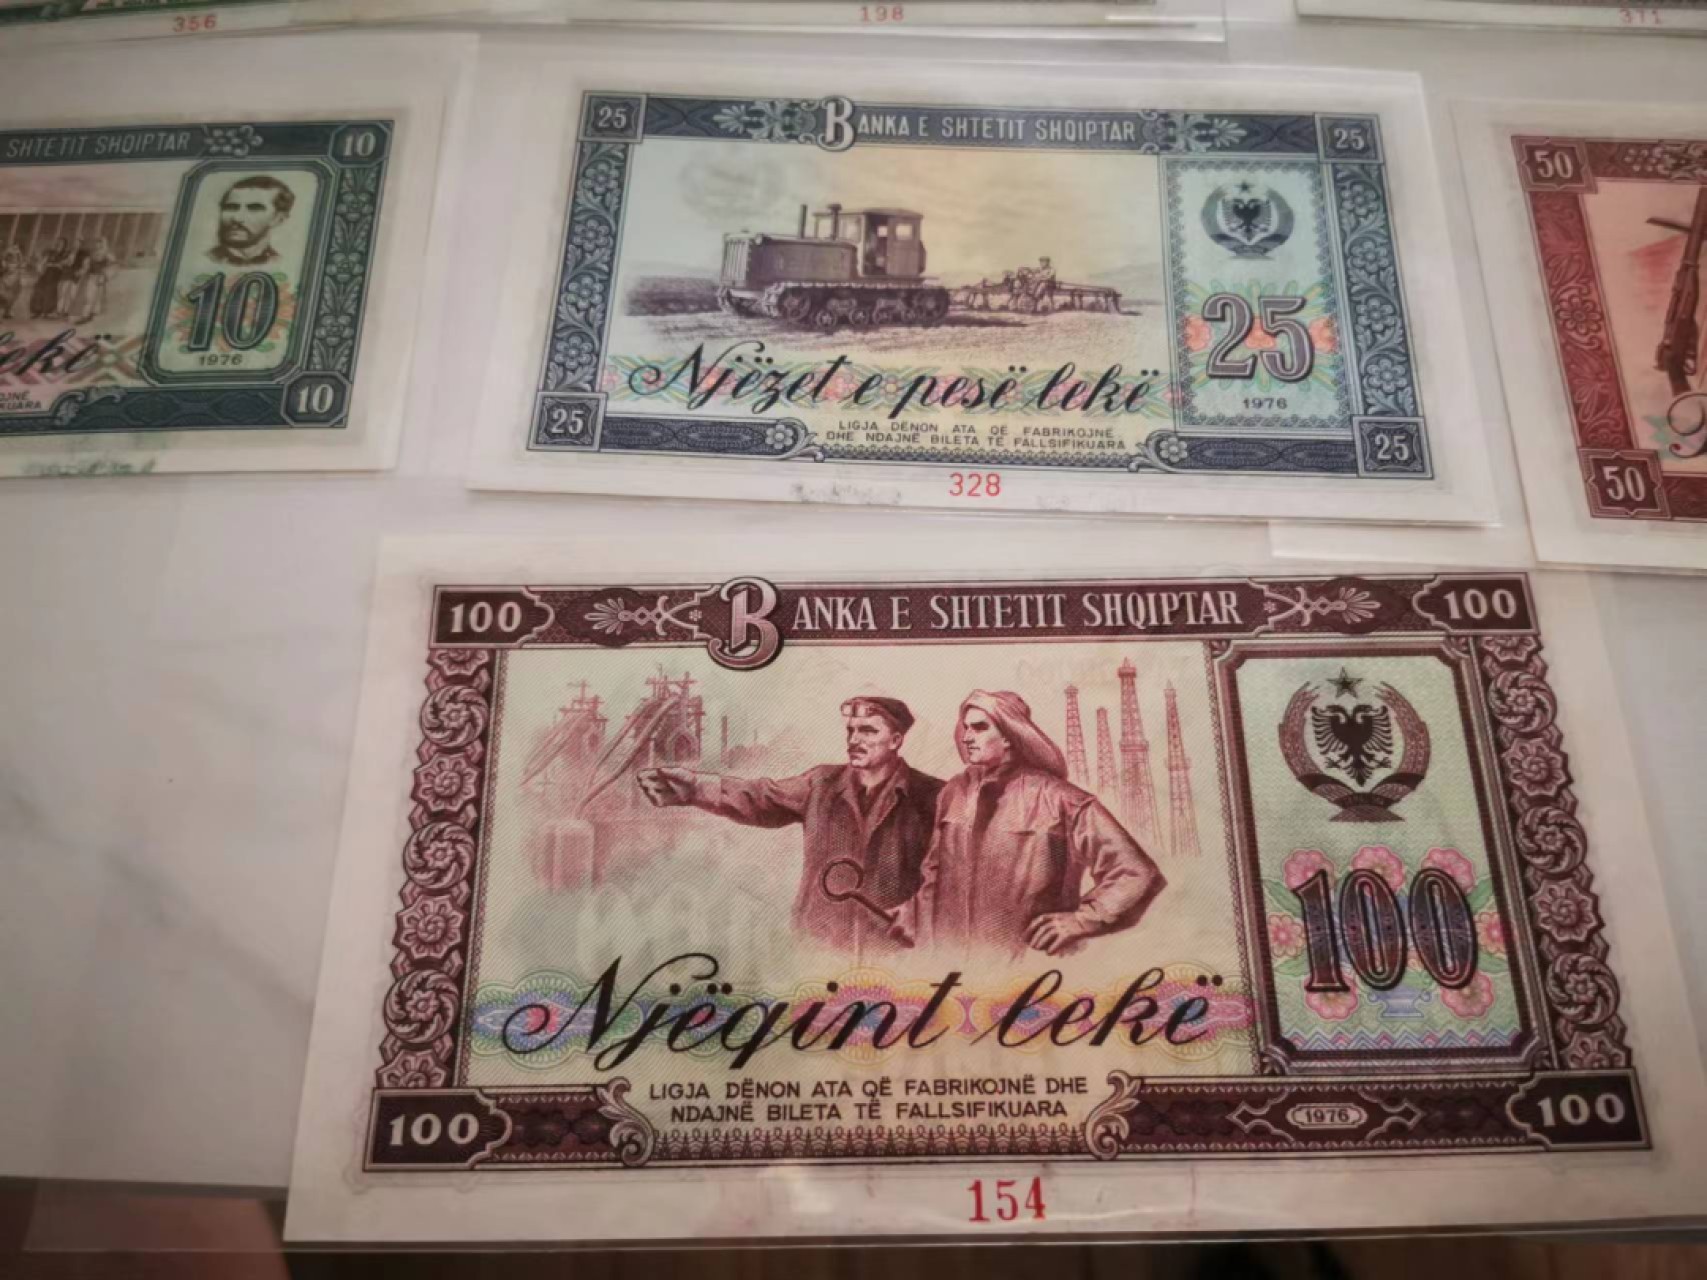 356
198
371
SHTETIT SHQIPTAR
10
10
1976
lekë
10
25
BANKA E SHTETIT SHQIPTAR
25
25
Njëzet e pesë lekë
1976
LIGJA DËNON ATA QË FABRIKOJNË
DHE NDAJNË BILETA TË FALLSIFIKUARA
25
25
328
50
50
100
BANKA E SHTETIT SHQIPTAR
100
100
Njëqint lekë
LIGJA DËNON ATA QË FABRIKOJNË DHE
NDAJNË BILETA TË FALLSIFIKUARA
100
1976
100
154